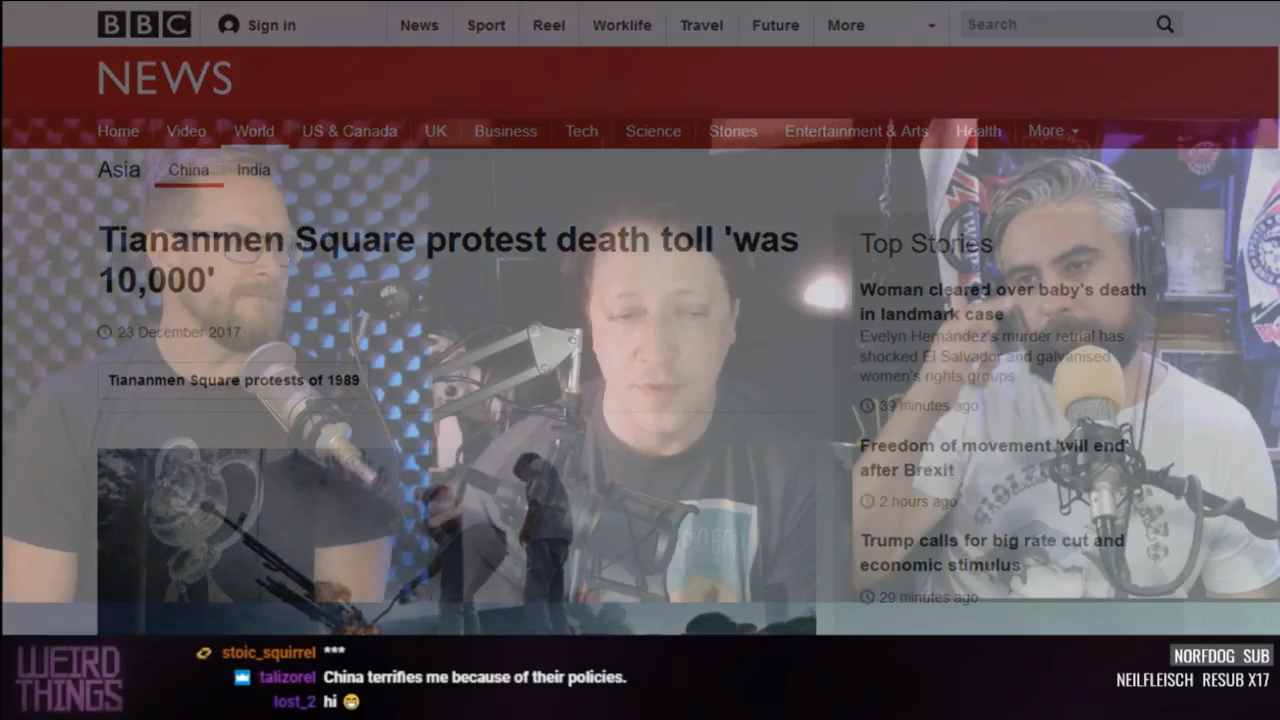 BBC Sign in News Sport Reel Worklife Travel Future More Search
NEWS
Home Video World US & Canada UK Business Tech Science Stories Entertainment & Arts Health More
Asia China India
Tiananmen Square protest death toll 'was
10,000'
23 December 2017
Tiananmen Square protests of 1989
Top Stories
Woman cleared over baby's death
in landmark case
Evelyn Hernández's murder retrial has
shocked El Salvador and galvanised
women's rights groups.
39 minutes ago
Freedom of movement 'will end'
after Brexit
2 hours ago
Trump calls for big rate cut and
economic stimulus
29 minutes ago
WEIRD
THINGS
stoic_squirrel ***
talizorel China terrifies me because of their policies.
lost_2 hi 😁
NORFDOG SUB
NEILFLEISCH RESUB X17